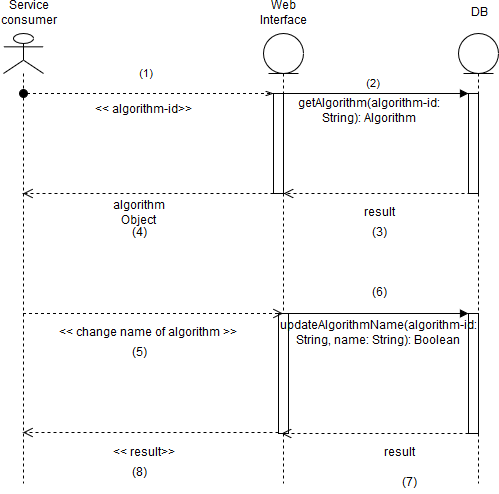 Service
consumer
Web
Interface
DB
(1)
<< algorithm-id>>
(2)
getAlgorithm(algorithm-id:
String): Algorithm
algorithm
Object
(4)
result
(3)
(6)
<< change name of algorithm >>
(5)
updateAlgorithmName(algorithm-id:
String, name: String): Boolean
<< result>>
(8)
result
(7)